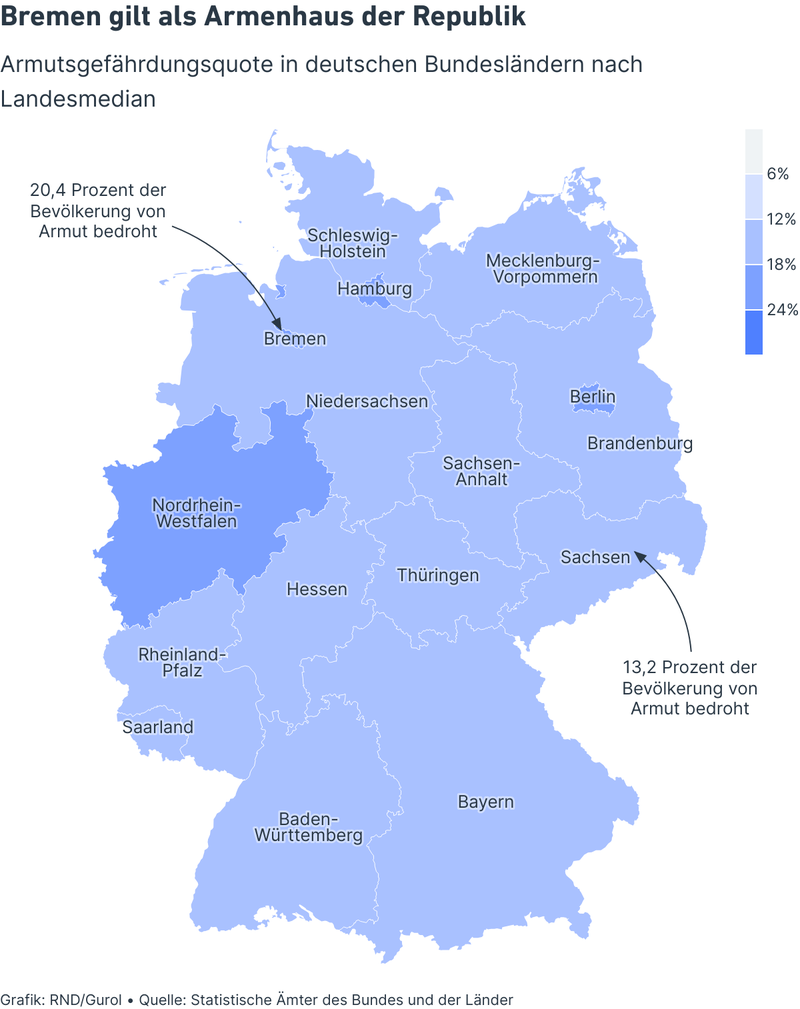 Bremen gilt als Armenhaus der Republik
Armutsgefährdungsquote in deutschen Bundesländern nach
Landesmedian
6%
12%
18%
24%
20,4 Prozent der
Bevölkerung von
Armut bedroht
Schleswig-
Holstein
Mecklenburg-
Vorpommern
Hamburg
Bremen
Niedersachsen
Berlin
Brandenburg
Sachsen-
Anhalt
Nordrhein-
Westfalen
Sachsen
Thüringen
Hessen
Rheinland-
Pfalz
13,2 Prozent der
Bevölkerung von
Armut bedroht
Saarland
Bayern
Baden-
Württemberg
Grafik: RND/Gurol • Quelle: Statistische Ämter des Bundes und der Länder